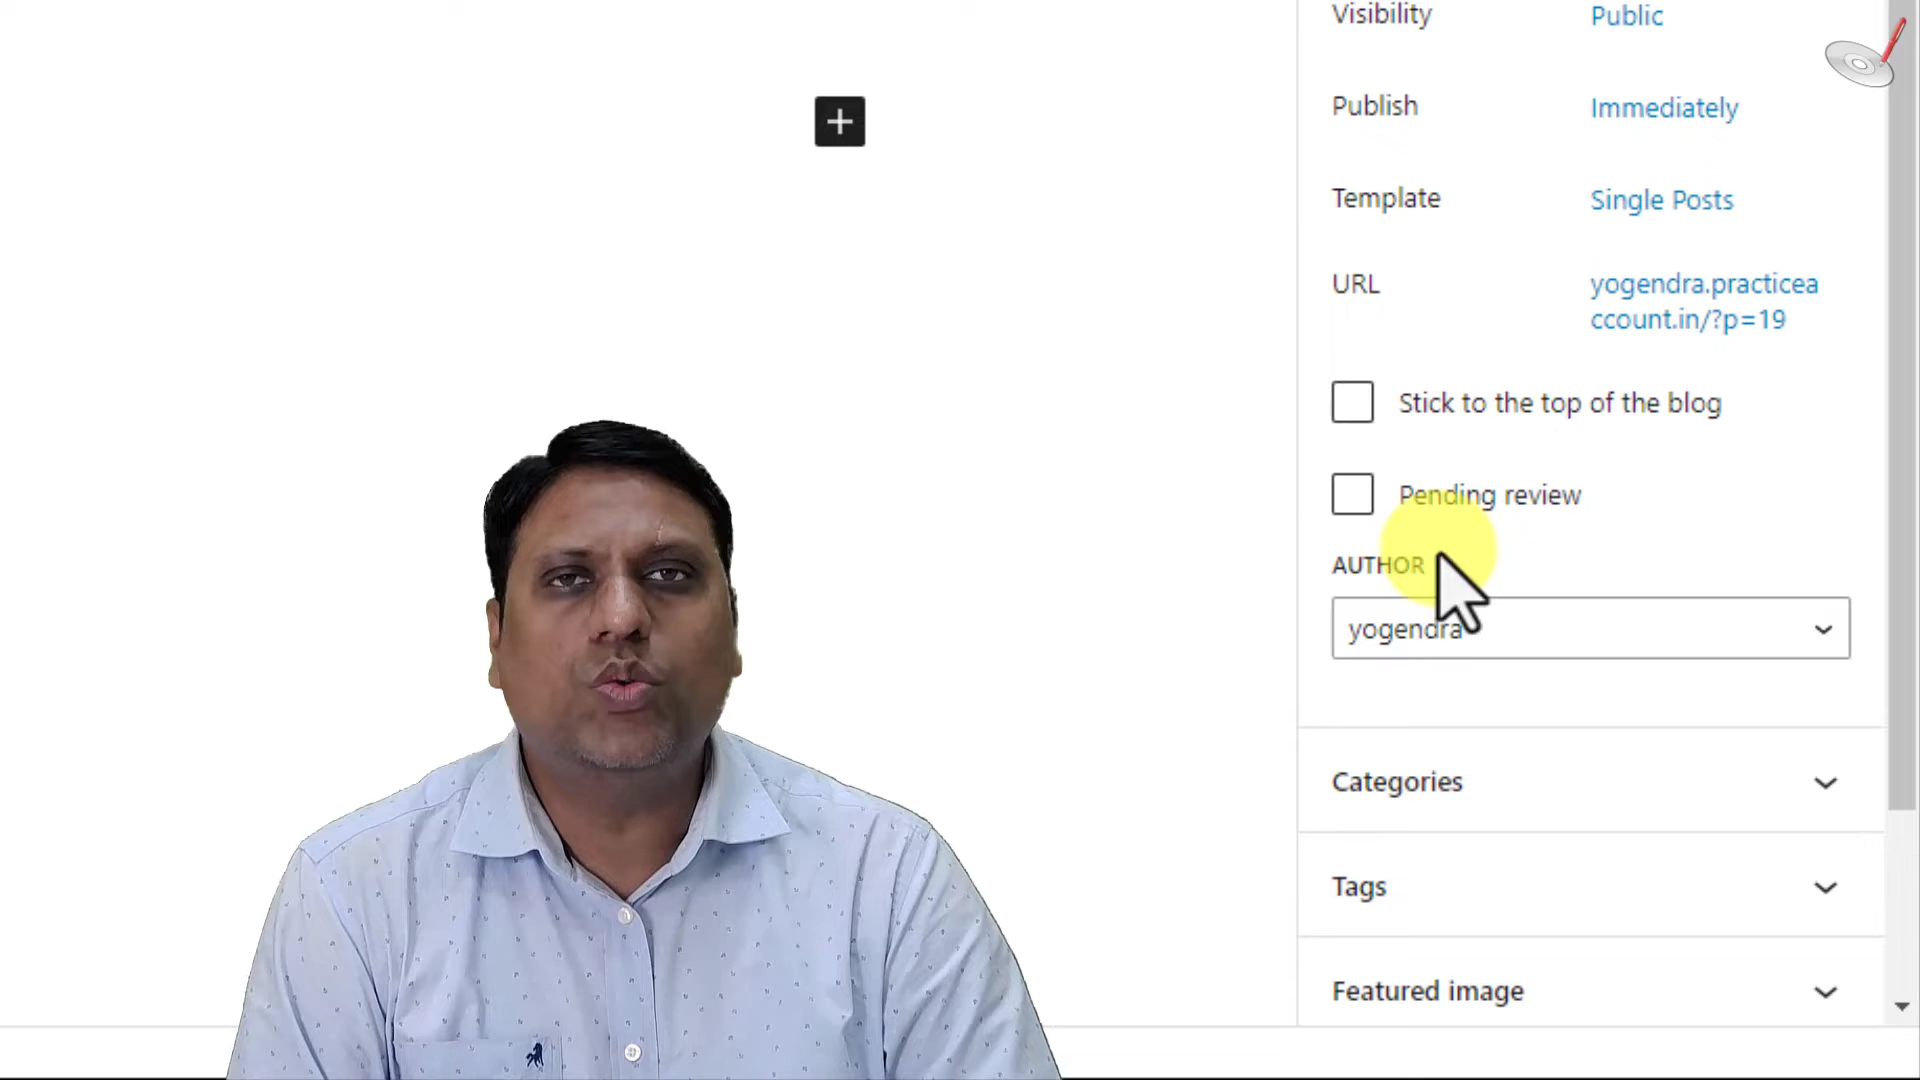 Visibility Public
Publish Immediately
Template Single Posts
URL yogendra.practicea
ccount.in/?p=19
Stick to the top of the blog
Pending review
AUTHOR
yogendra
Categories
Tags
Featured image